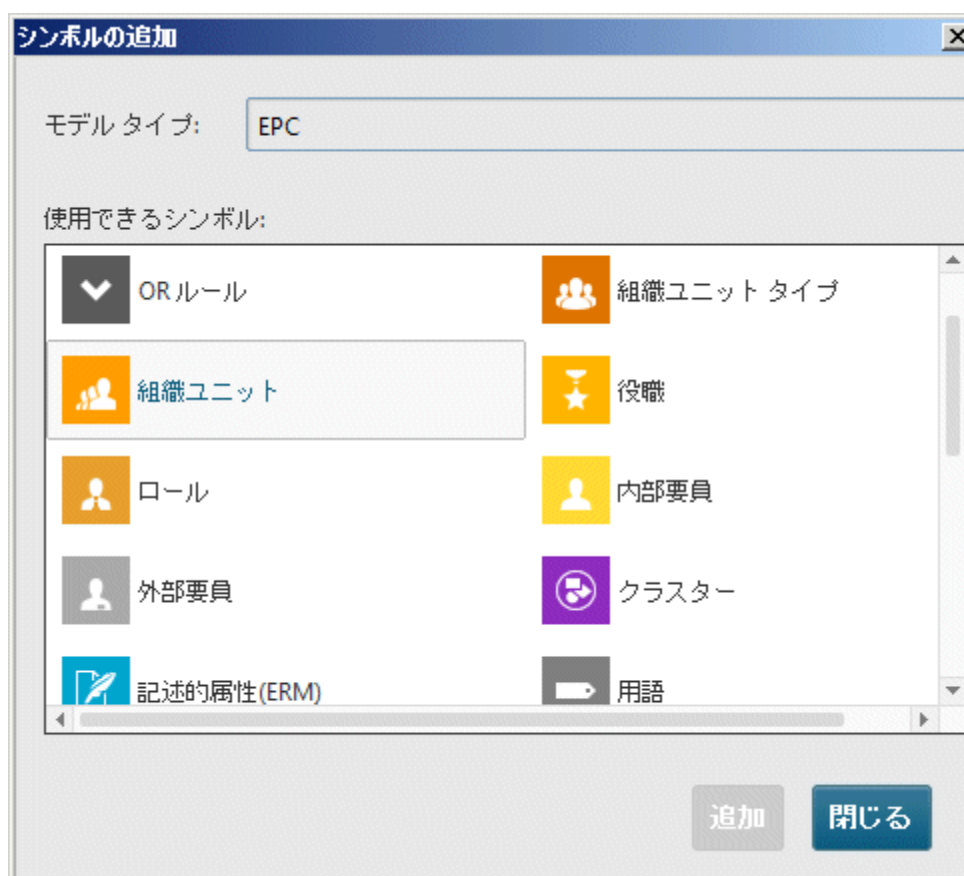 シンボルの追加
モデル タイプ: EPC
使用できるシンボル:
OR ルール 組織ユニット タイプ
組織ユニット 役職
ロール 内部要員
外部要員 クラスター
記述的属性(ERM) 用語
追加 閉じる